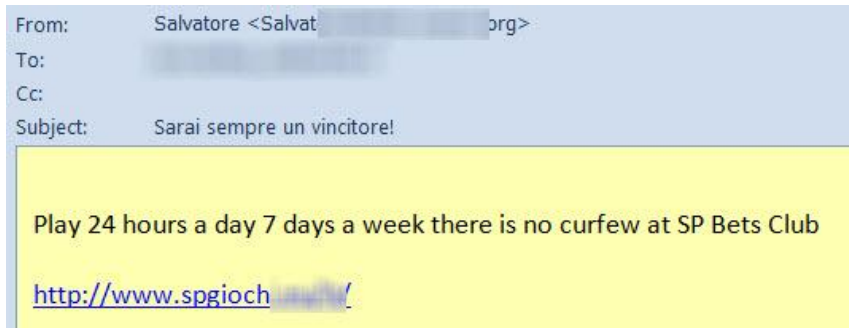 From: Salvatore <Salvat org>
To:
Cc:
Subject: Sarai sempre un vincitore!
Play 24 hours a day 7 days a week there is no curfew at SP Bets Club
http://www.spgioch /